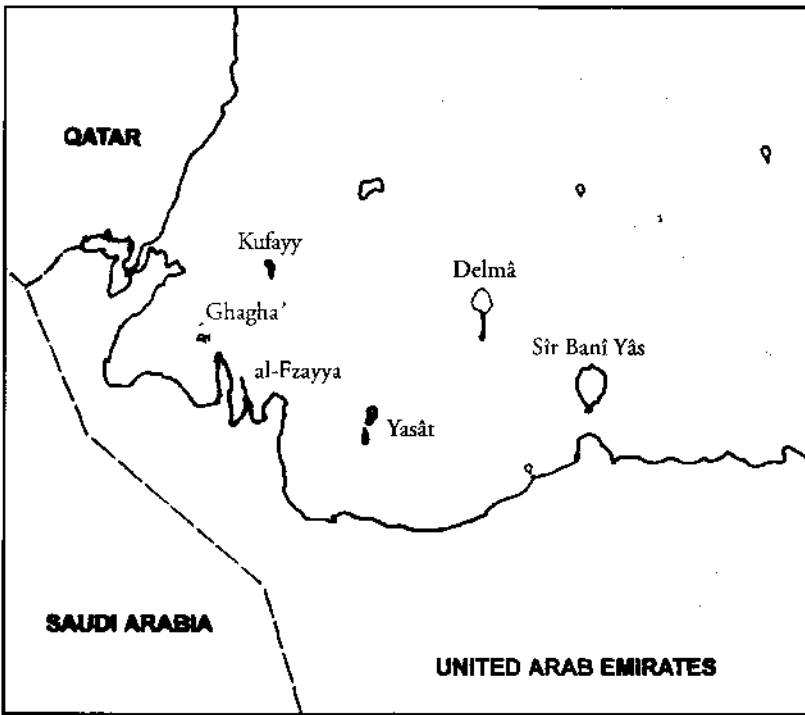 QATAR
Kufayy
Delmâ
Ghagha'
Sîr Banî Yâs
al-Fzayya
Yasât
SAUDI ARABIA
UNITED ARAB EMIRATES